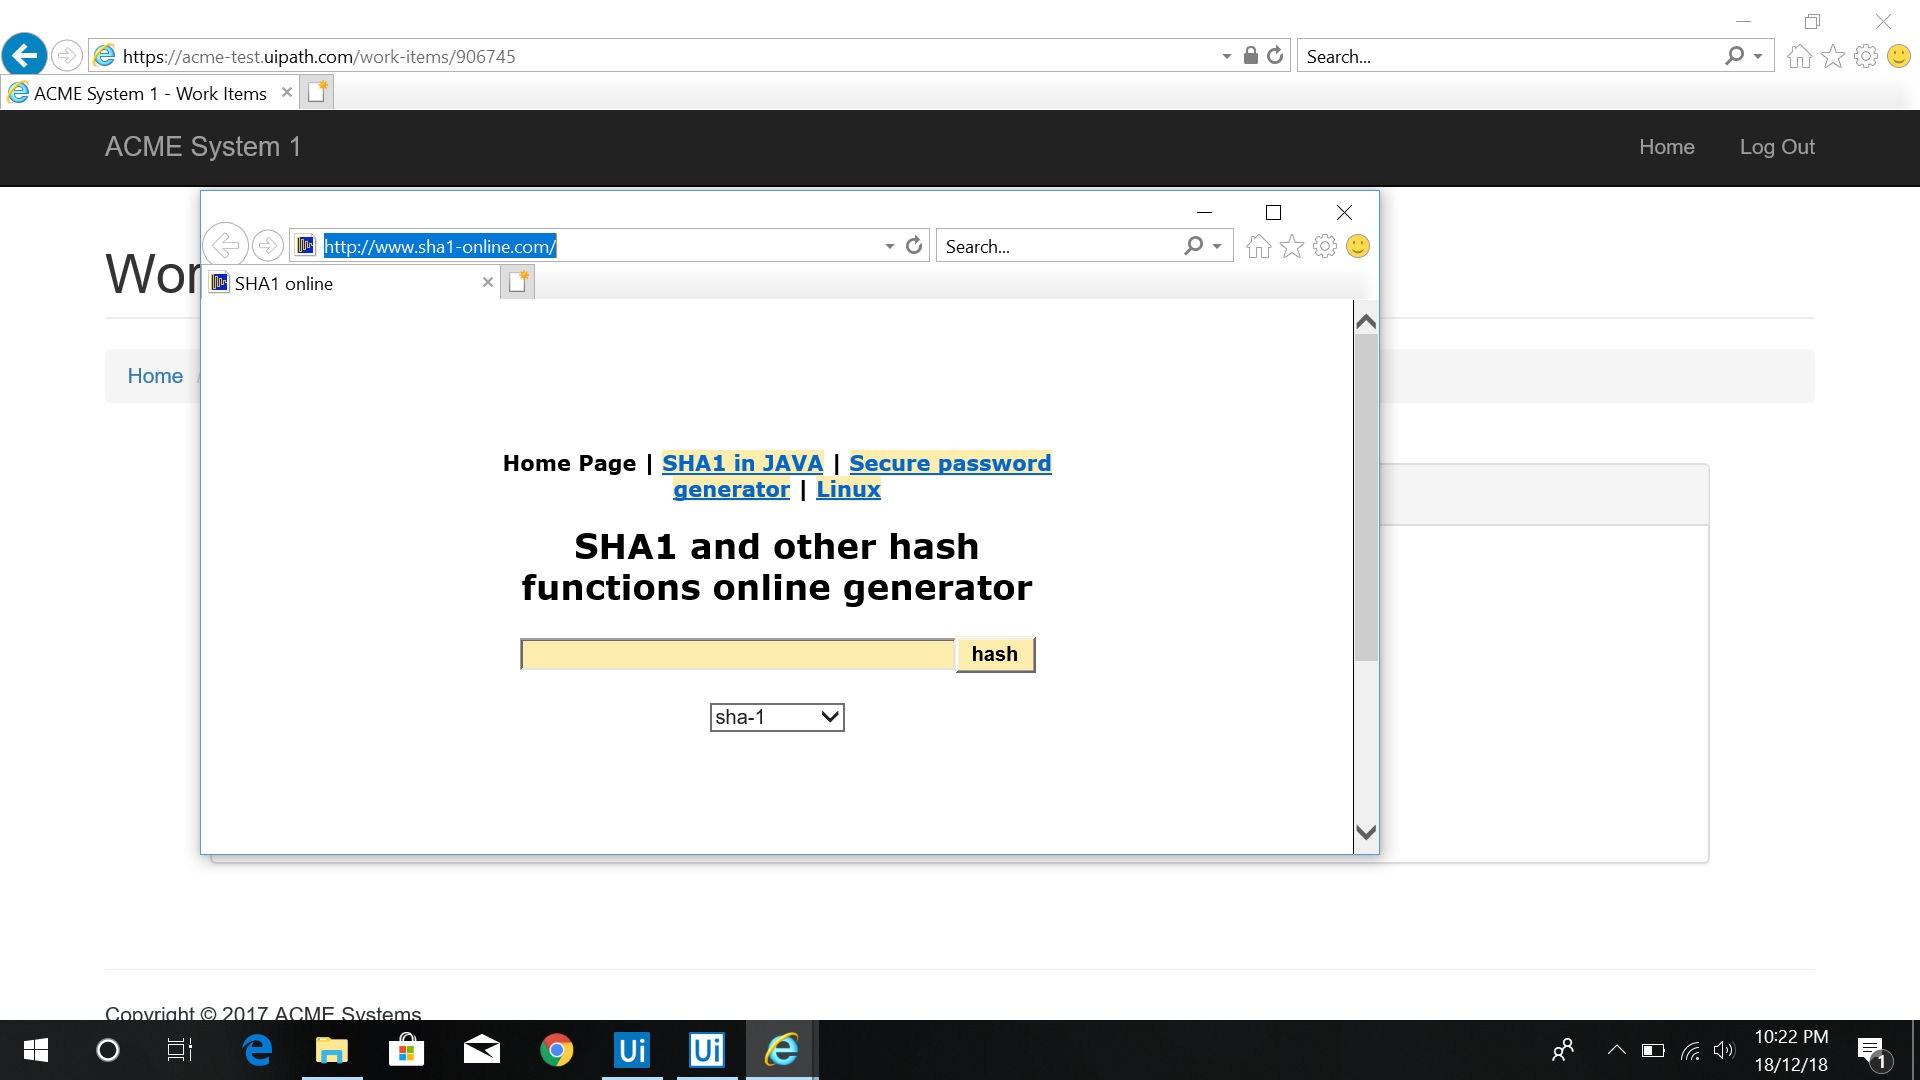 https://acme-test.uipath.com/work-items/906745
Search...
ACME System 1 - Work Items
ACME System 1
Home
Log Out
Wor
http://www.sha1-online.com/
Search...
SHA1 online
Home /
Home Page | SHA1 in JAVA | Secure password
generator | Linux
SHA1 and other hash
functions online generator
hash
sha-1
Copyright © 2017 ACME Systems
Ui
Ui
10:22 PM
18/12/18
1